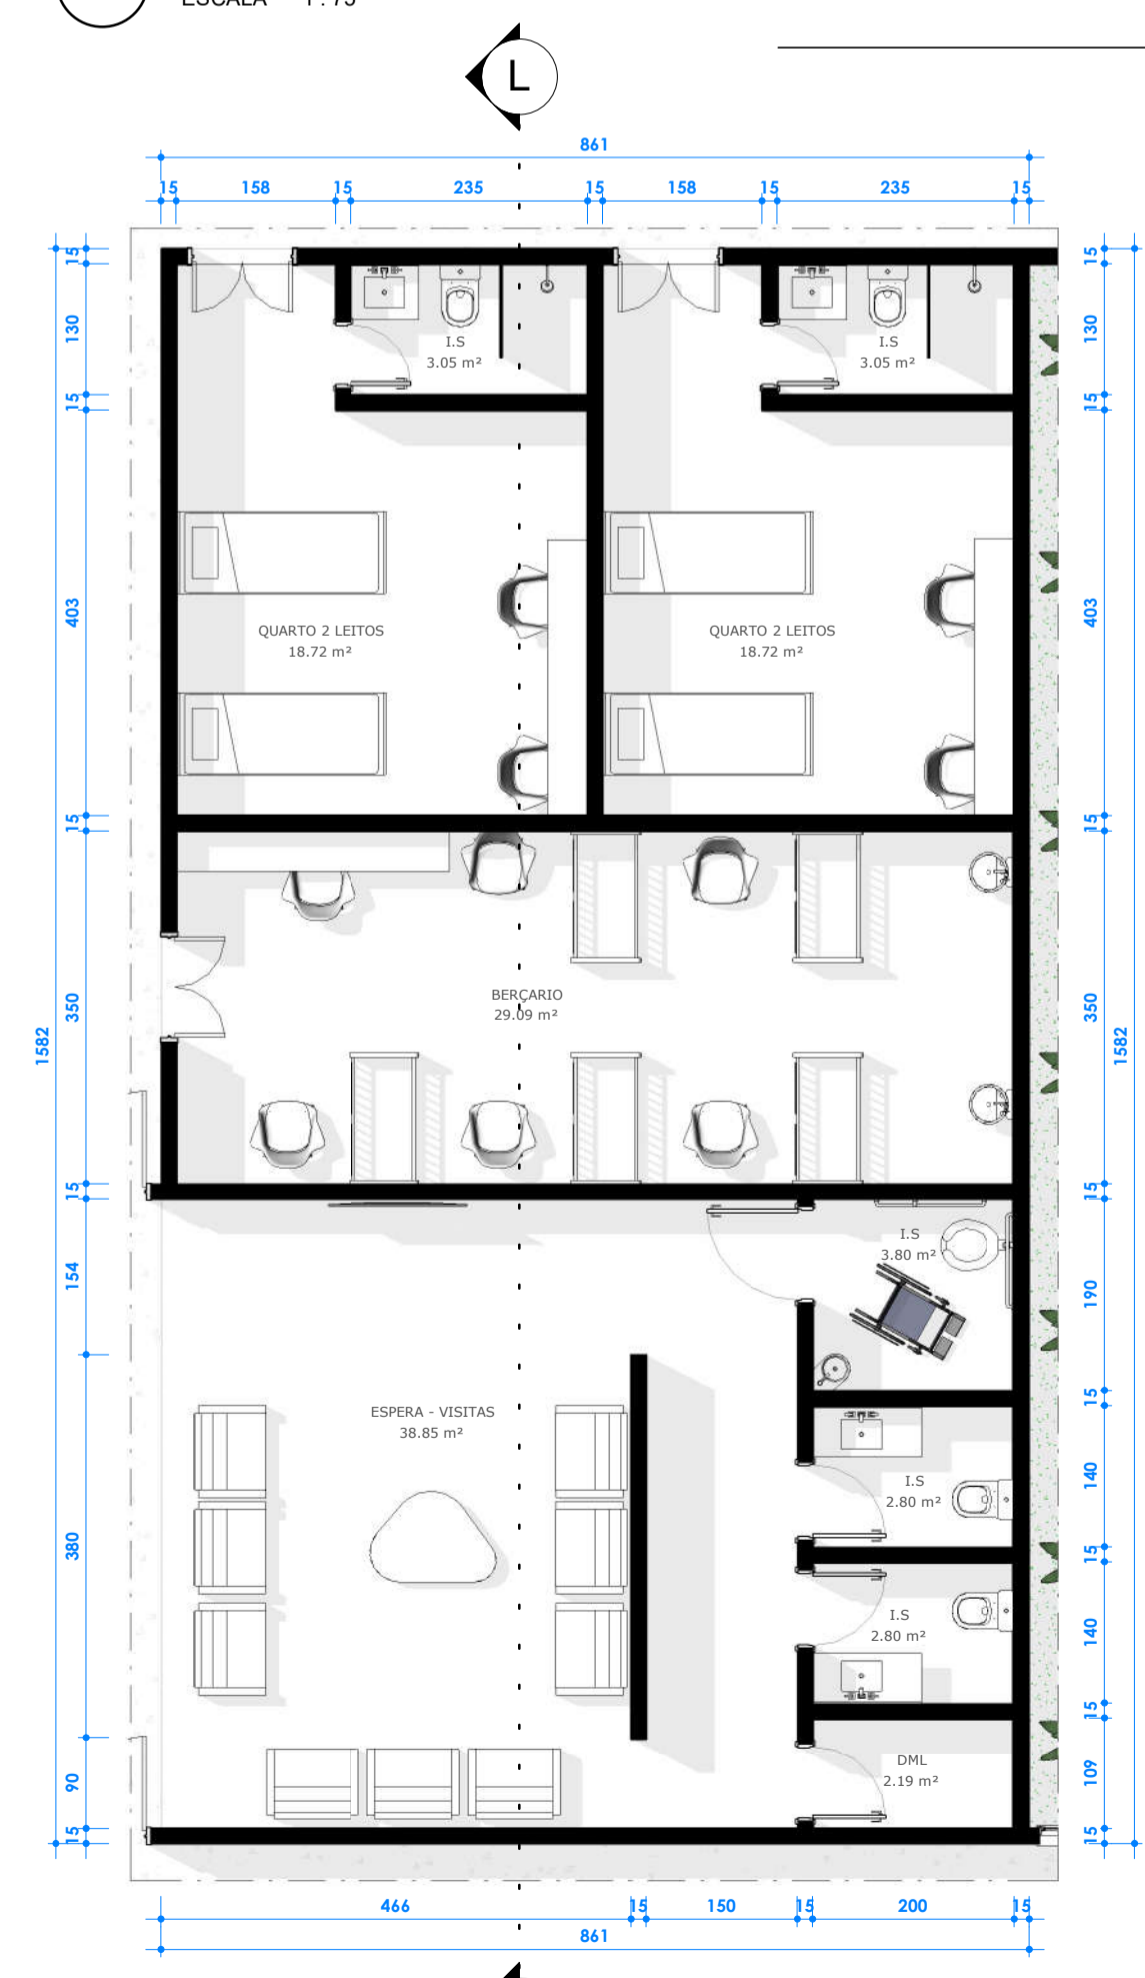 ESCALA 1 : 75
L
861
15 158 15 235 15 158 15 235 15
15
130
15
403
15
350
15
154
380
90
15
1582
I.S
3.05 m²
I.S
3.05 m²
QUARTO 2 LEITOS
18.72 m²
QUARTO 2 LEITOS
18.72 m²
BERÇARIO
29.09 m²
I.S
3.80 m²
ESPERA - VISITAS
38.85 m²
I.S
2.80 m²
I.S
2.80 m²
DML
2.19 m²
15
130
15
403
15
350
15
190
15
140
15
140
15
109
15
1582
466 15 150 15 200 15
861